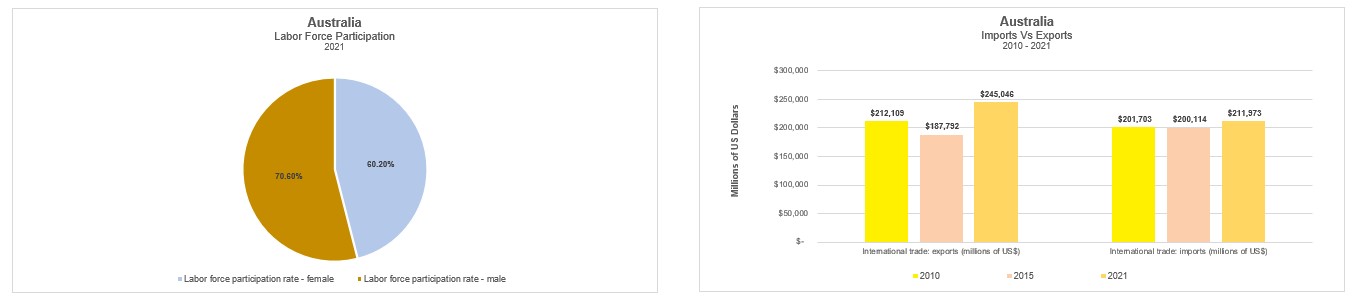 Australia
Labor Force Participation
2021
60.20%
70.60%
Labor force participation rate - female
Labor force participation rate - male
Australia
Imports Vs Exports
2010 - 2021
Millions of US Dollars
$300,000
$250,000
$200,000
$150,000
$100,000
$50,000
$-
$212,109
$187,792
$245,046
$201,703
$200,114
$211,973
International trade: exports (millions of US$)
International trade: imports (millions of US$)
2010
2015
2021